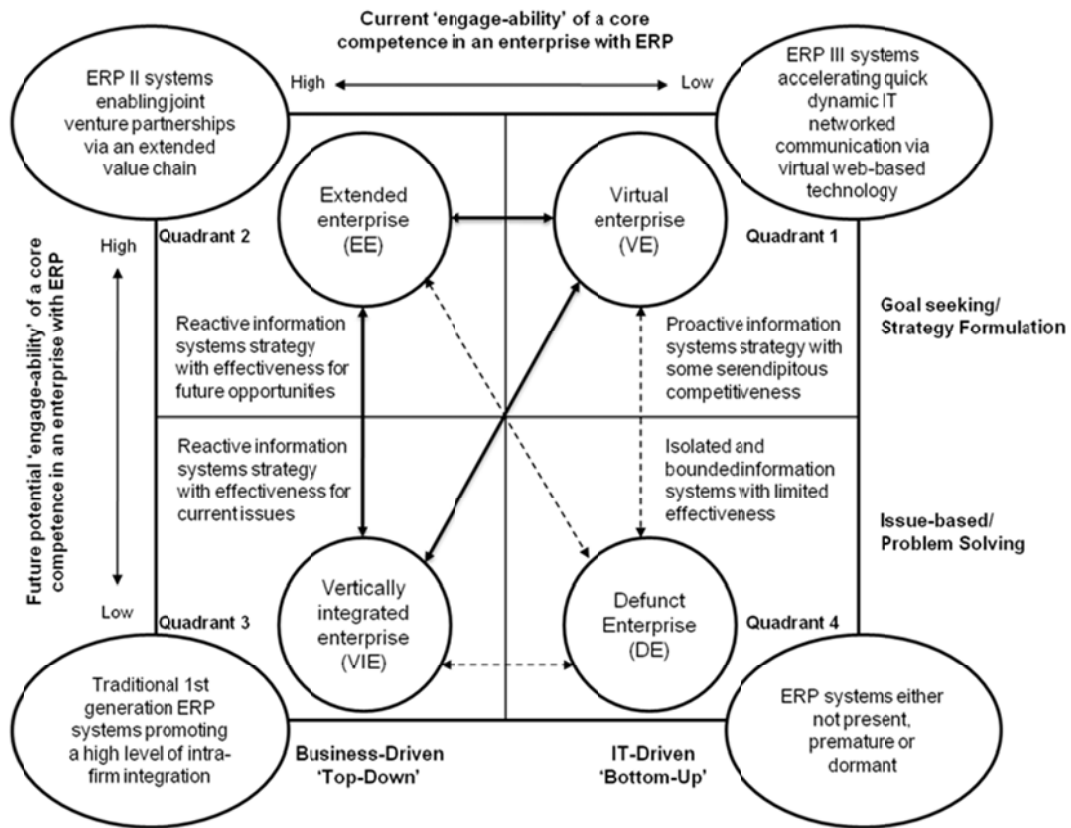 Current 'engage-ability' of a core
competence in an enterprise with ERP
High
Low
ERP II systems
enabling joint
venture partnerships
via an extended
value chain
ERP III systems
accelerating quick
dynamic IT
networked
communication via
virtual web-based
technology
Extended
enterprise
(EE)
Virtual
enterprise
(VE)
Quadrant 2
Quadrant 1
Future potential 'engage-ability' of a core
competence in an enterprise with ERP
High
Low
Reactive information
systems strategy
with effectiveness for
future opportunities
Proactive information
systems strategy with
some serendipitous
competitiveness
Goal seeking/
Strategy Formulation
Reactive information
systems strategy
with effectiveness for
current issues
Isolated and
bounded information
systems with limited
effectiveness
Issue-based/
Problem Solving
Vertically
integrated
enterprise
(VIE)
Defunct
Enterprise
(DE)
Quadrant 3
Quadrant 4
Traditional 1st
generation ERP
systems promoting
a high level of intra-
firm integration
ERP systems either
not present,
premature or
dormant
Business-Driven
'Top-Down'
IT-Driven
'Bottom-Up'